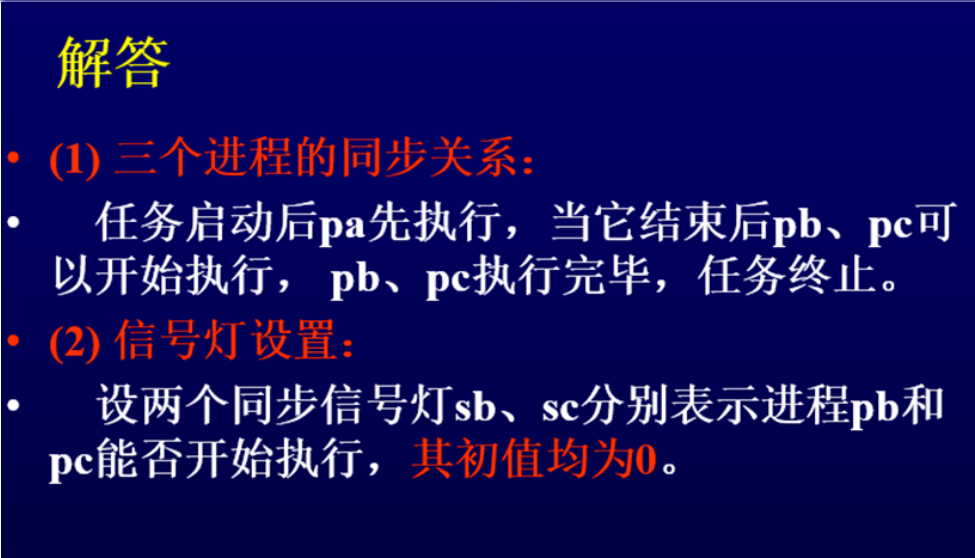 解答
• (1) 三个进程的同步关系:
• 任务启动后pa先执行，当它结束后pb、pc可
以开始执行， pb、pc执行完毕，任务终止。
• (2) 信号灯设置:
• 设两个同步信号灯sb、sc分别表示进程pb和
pc能否开始执行，其初值均为0。